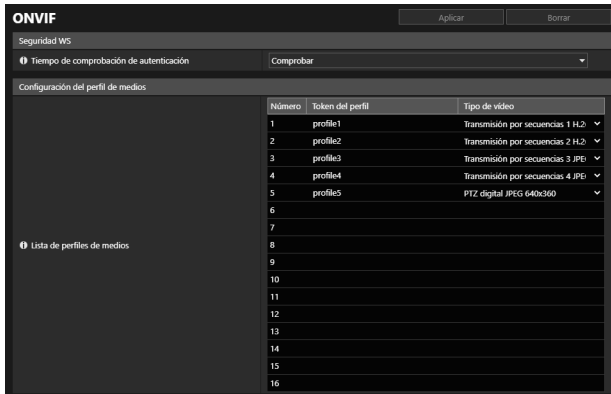 ONVIF
Aplicar
Borrar
Seguridad WS
Tiempo de comprobación de autenticación
Comprobar
Configuración del perfil de medios
Número Token del perfil Tipo de vídeo
1 profile1 Transmisión por secuencias 1 H.2
2 profile2 Transmisión por secuencias 2 H.2
3 profile3 Transmisión por secuencias 3 JPE
4 profile4 Transmisión por secuencias 4 JPE
5 profile5 PTZ digital JPEG 640x360
6
7
Lista de perfiles de medios
8
9
10
11
12
13
14
15
16